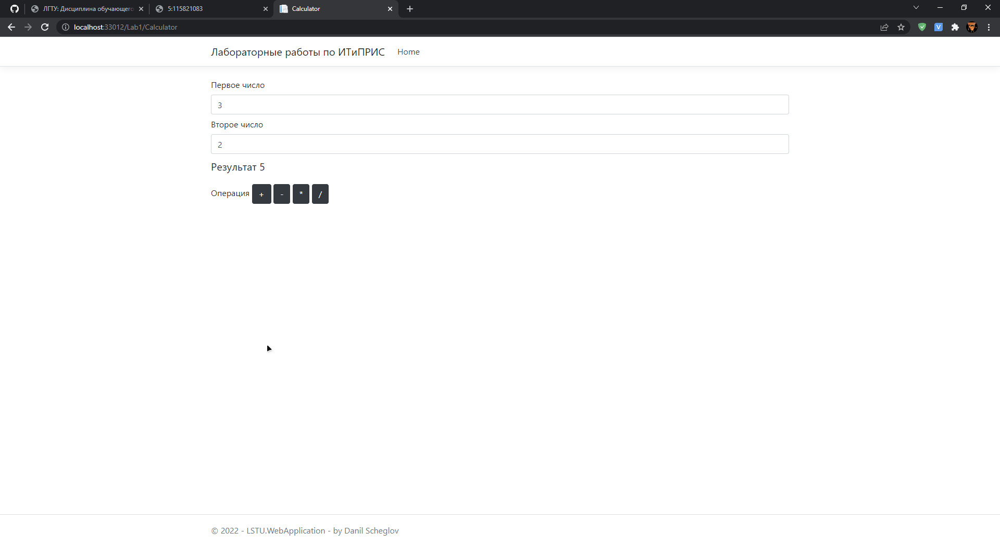 ЛГТУ: Дисциплина обучающего
5:115821083
Calculator
localhost:33012/Lab1/Calculator
V
Лабораторные работы по ИТиПРИС Home
Первое число
3
Второе число
2
Результат 5
Операция + - * /
© 2022 - LSTU.WebApplication - by Danil Scheglov